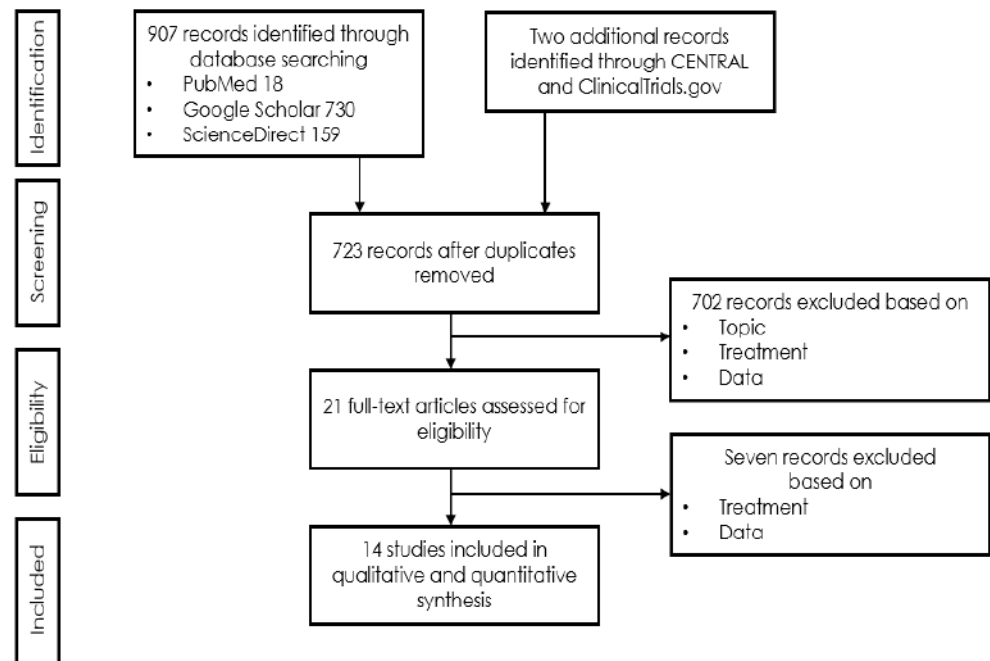 Identification
907 records identified through
database searching
• PubMed 18
• Google Scholar 730
• ScienceDirect 159
Two additional records
identified through CENTRAL
and ClinicalTrials.gov
Screening
723 records after duplicates
removed
702 records excluded based on
• Topic
• Treatment
• Data
Eligibility
21 full-text articles assessed for
eligibility
Seven records excluded
based on
• Treatment
• Data
Included
14 studies included in
qualitative and quantitative
synthesis